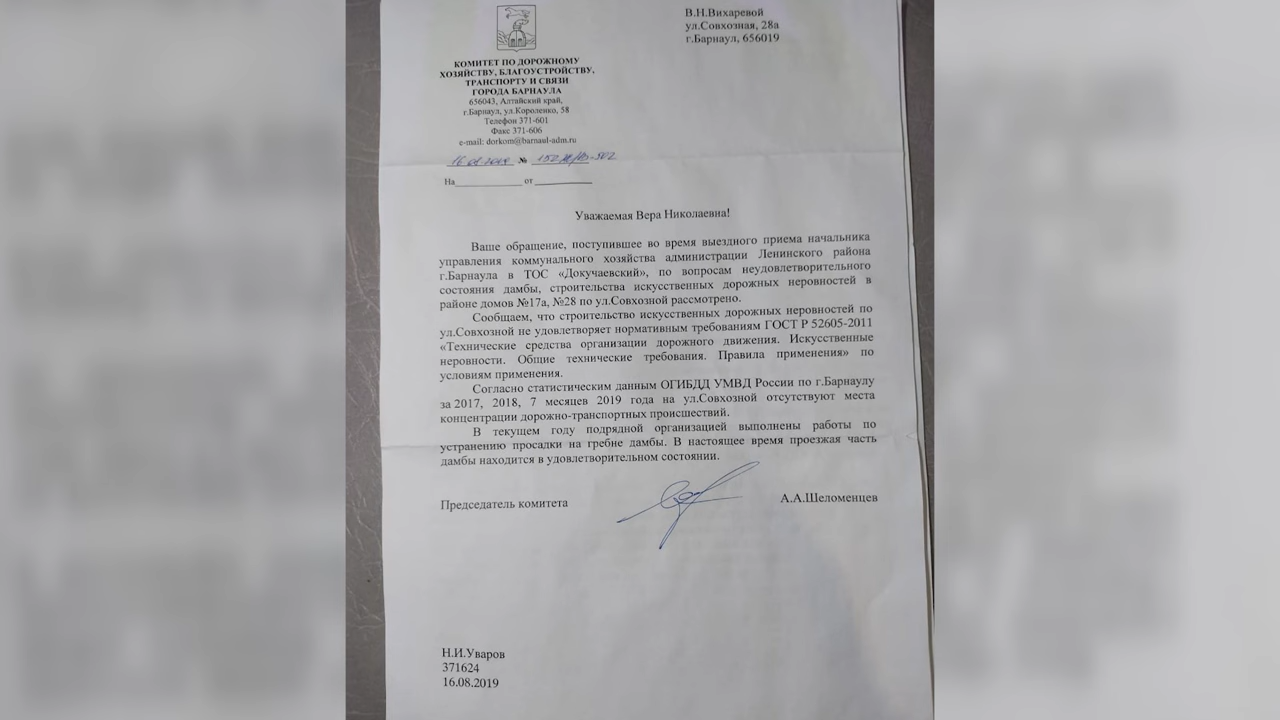 КОМИТЕТ ПО ДОРОЖНОМУ
ХОЗЯЙСТВУ, БЛАГОУСТРОЙСТВУ,
ТРАНСПОРТУ И СВЯЗИ
ГОРОДА БАРНАУЛА
656043, Алтайский край,
г.Барнаул, ул.Короленко, 58
Телефон 371-601
Факс 371-606
e-mail: dorkom@barnaul-adm.ru
№
На от
В.Н.Вихаревой
ул.Совхозная, 28а
г.Барнаул, 656019
Уважаемая Вера Николаевна!
Ваше обращение, поступившее во время выездного приема начальника
управления коммунального хозяйства администрации Ленинского района
г.Барнаула в ТОС «Докучаевский», по вопросам неудовлетворительного
состояния дамбы, строительства искусственных дорожных неровностей в
районе домов №17а, №28 по ул.Совхозной рассмотрено.
Сообщаем, что строительство искусственных дорожных неровностей по
ул.Совхозной не удовлетворяет нормативным требованиям ГОСТ Р 52605-2011
«Технические средства организации дорожного движения. Искусственные
неровности. Общие технические требования. Правила применения» по
условиям применения.
Согласно статистическим данным ОГИБДД УМВД России по г.Барнаулу
за 2017, 2018, 7 месяцев 2019 года на ул.Совхозной отсутствуют места
концентрации дорожно-транспортных происшествий.
В текущем году подрядной организацией выполнены работы по
устранению просадки на гребне дамбы. В настоящее время проезжая часть
дамбы находится в удовлетворительном состоянии.
Председатель комитета А.А.Шеломенцев
Н.И.Уваров
371624
16.08.2019